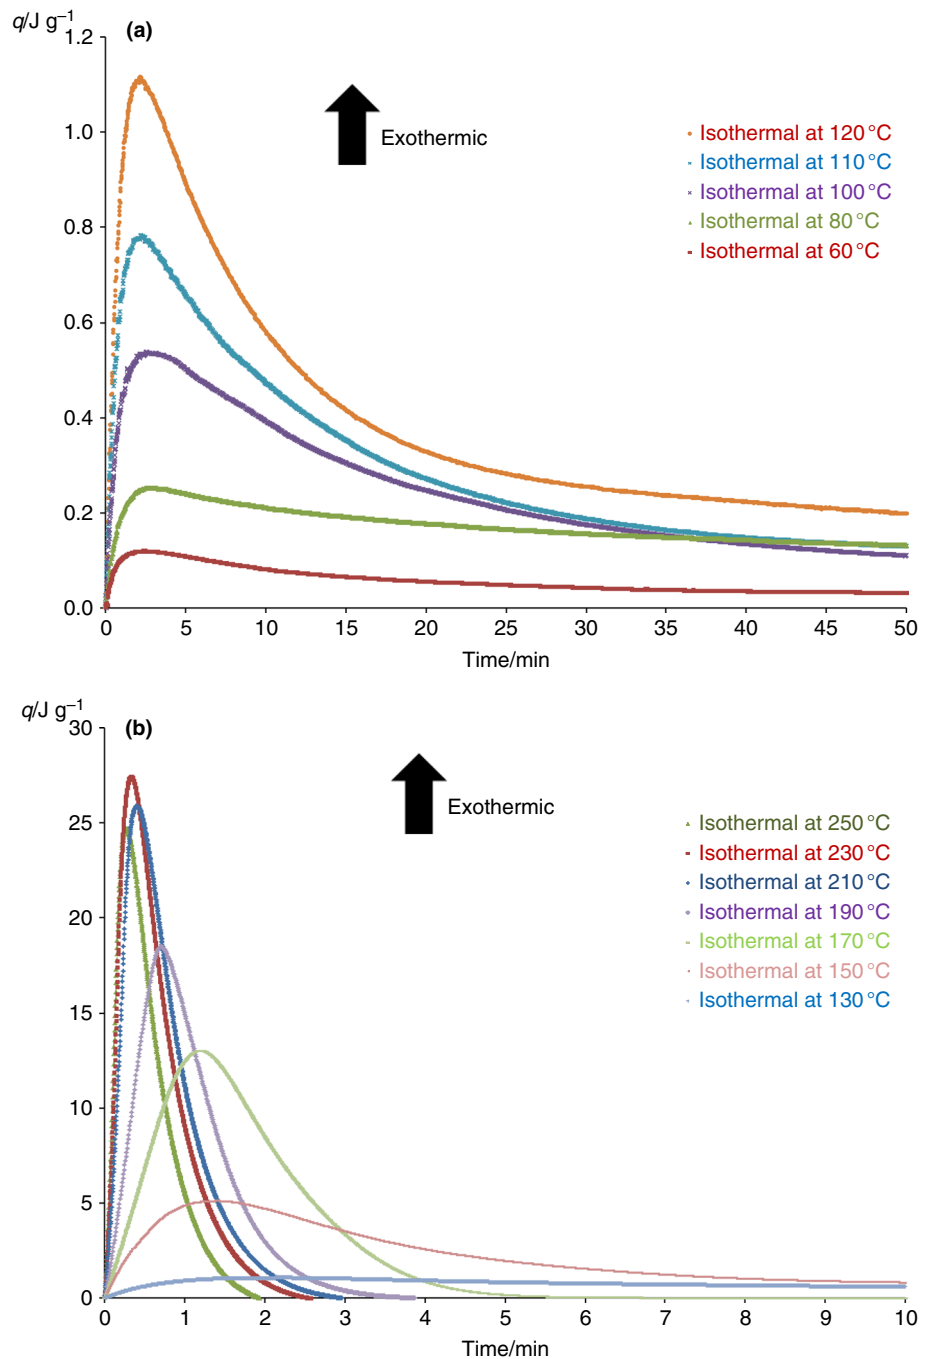 q/J g⁻¹
(a)
1.2
1.0
0.8
0.6
0.4
0.2
0.0
Exothermic
Isothermal at 120 °C
Isothermal at 110 °C
Isothermal at 100 °C
Isothermal at 80 °C
Isothermal at 60 °C
0 5 10 15 20 25 30 35 40 45 50
Time/min
q/J g⁻¹
(b)
30
25
20
15
10
5
0
Exothermic
Isothermal at 250 °C
Isothermal at 230 °C
Isothermal at 210 °C
Isothermal at 190 °C
Isothermal at 170 °C
Isothermal at 150 °C
Isothermal at 130 °C
0 1 2 3 4 5 6 7 8 9 10
Time/min